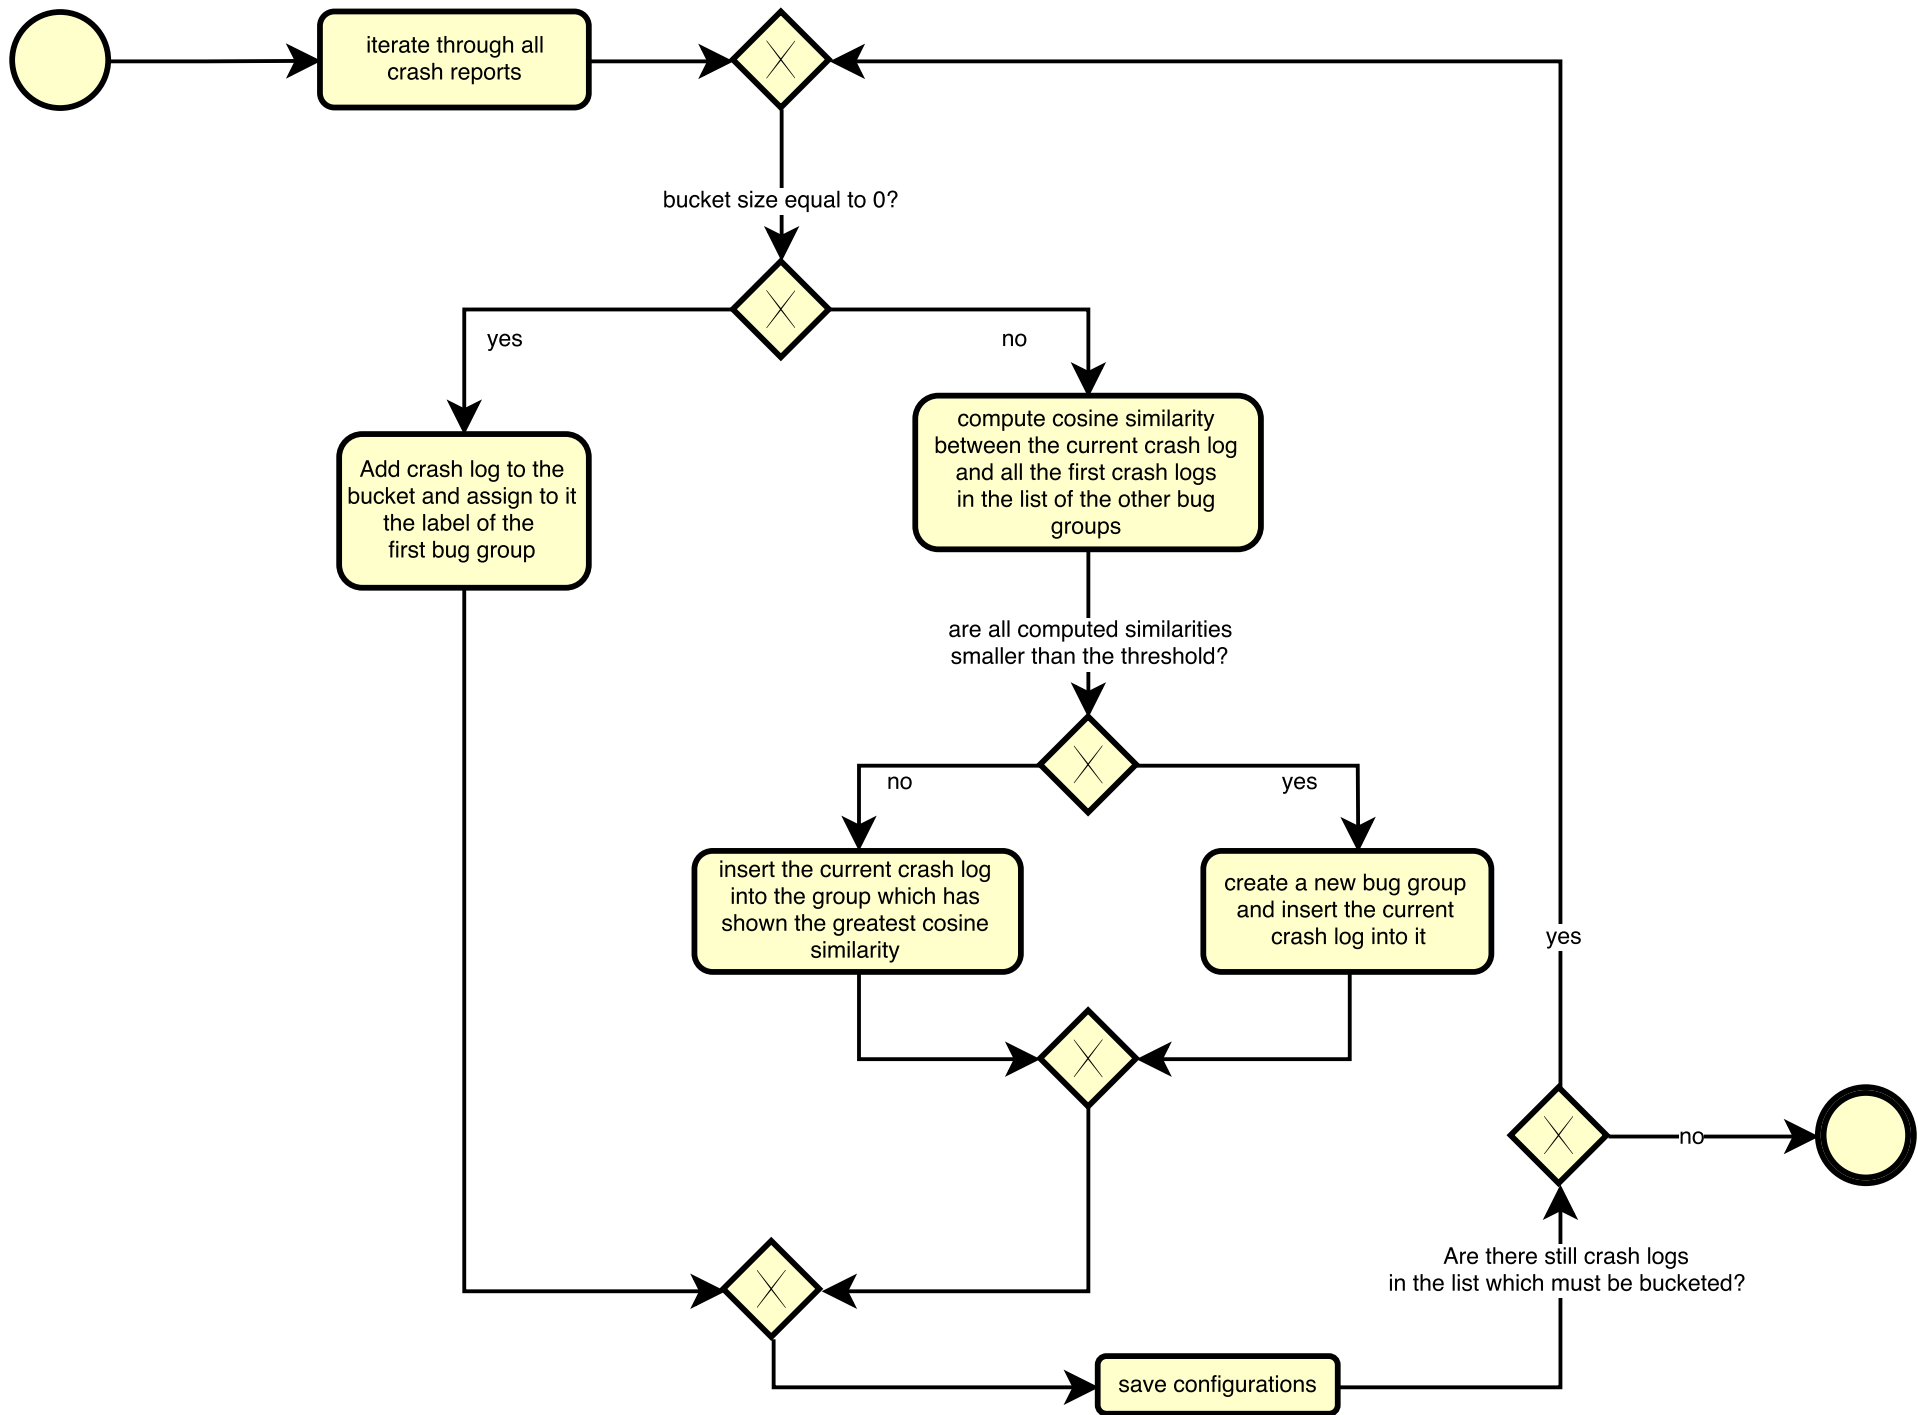 iterate through all
crash reports
bucket size equal to 0?
yes
no
Add crash log to the
bucket and assign to it
the label of the
first bug group
compute cosine similarity
between the current crash log
and all the first crash logs
in the list of the other bug
groups
are all computed similarities
smaller than the threshold?
no
yes
insert the current crash log
into the group which has
shown the greatest cosine
similarity
create a new bug group
and insert the current
crash log into it
yes
no
Are there still crash logs
in the list which must be bucketed?
save configurations